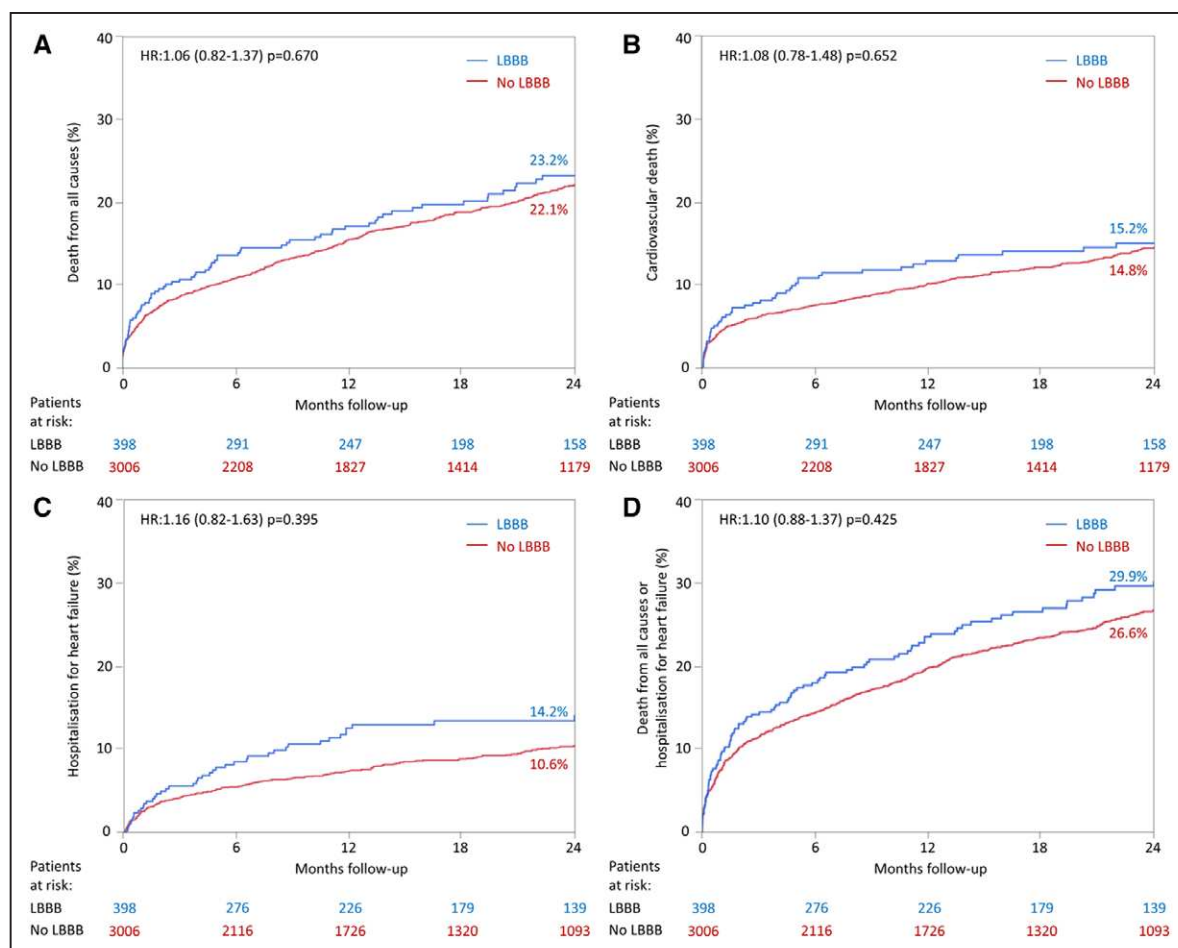 A
HR:1.06 (0.82-1.37) p=0.670
LBBB
No LBBB
Death from all causes (%)
40
30
20
10
0
23.2%
22.1%
0 6 12 18 24
Months follow-up
Patients
at risk:
LBBB 398 291 247 198 158
No LBBB 3006 2208 1827 1414 1179
B
HR:1.08 (0.78-1.48) p=0.652
LBBB
No LBBB
Cardiovascular death (%)
40
30
20
10
0
15.2%
14.8%
0 6 12 18 24
Months follow-up
Patients
at risk:
LBBB 398 291 247 198 158
No LBBB 3006 2208 1827 1414 1179
C
HR:1.16 (0.82-1.63) p=0.395
LBBB
No LBBB
Hospitalisation for heart failure (%)
40
30
20
10
0
14.2%
10.6%
0 6 12 18 24
Months follow-up
Patients
at risk:
LBBB 398 276 226 179 139
No LBBB 3006 2116 1726 1320 1093
D
HR:1.10 (0.88-1.37) p=0.425
LBBB
No LBBB
Death from all causes or
hospitalisation for heart failure (%)
40
30
20
10
0
29.9%
26.6%
0 6 12 18 24
Months follow-up
Patients
at risk:
LBBB 398 276 226 179 139
No LBBB 3006 2116 1726 1320 1093